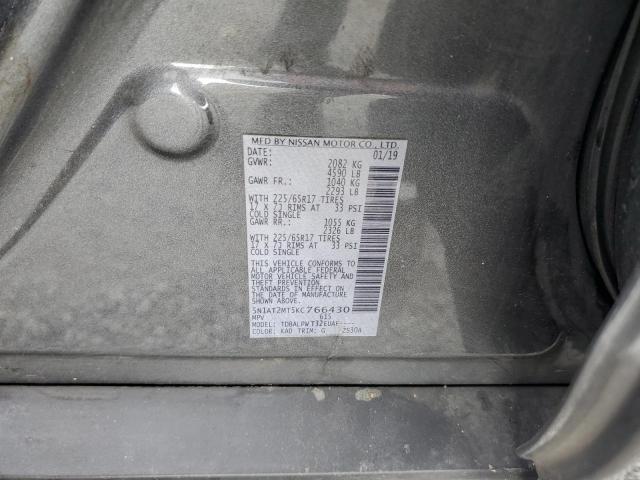 MFD BY NISSAN MOTOR CO., LTD.
DATE: 01/19
GVWR: 2082 KG
4590 LB
GAWR FR.: 1040 KG
2293 LB
WITH 225/65R17 TIRES
17 X 7J RIMS AT 33 PSI
COLD SINGLE
GAWR RR.: 1055 KG
2326 LB
WITH 225/65R17 TIRES
17 X 7J RIMS AT 33 PSI
COLD SINGLE
THIS VEHICLE CONFORMS TO
ALL APPLICABLE FEDERAL
MOTOR VEHICLE SAFETY
THEFT PREVENTION
STANDARDS IN EFFECT ON
THE DATE OF MANUFACTURE
SHOWN ABOVE.
5N1AT2MT5KC766430
MPV 615
MODEL: TDBALPWT32EUAF----
COLOR: KAD TRIM: G